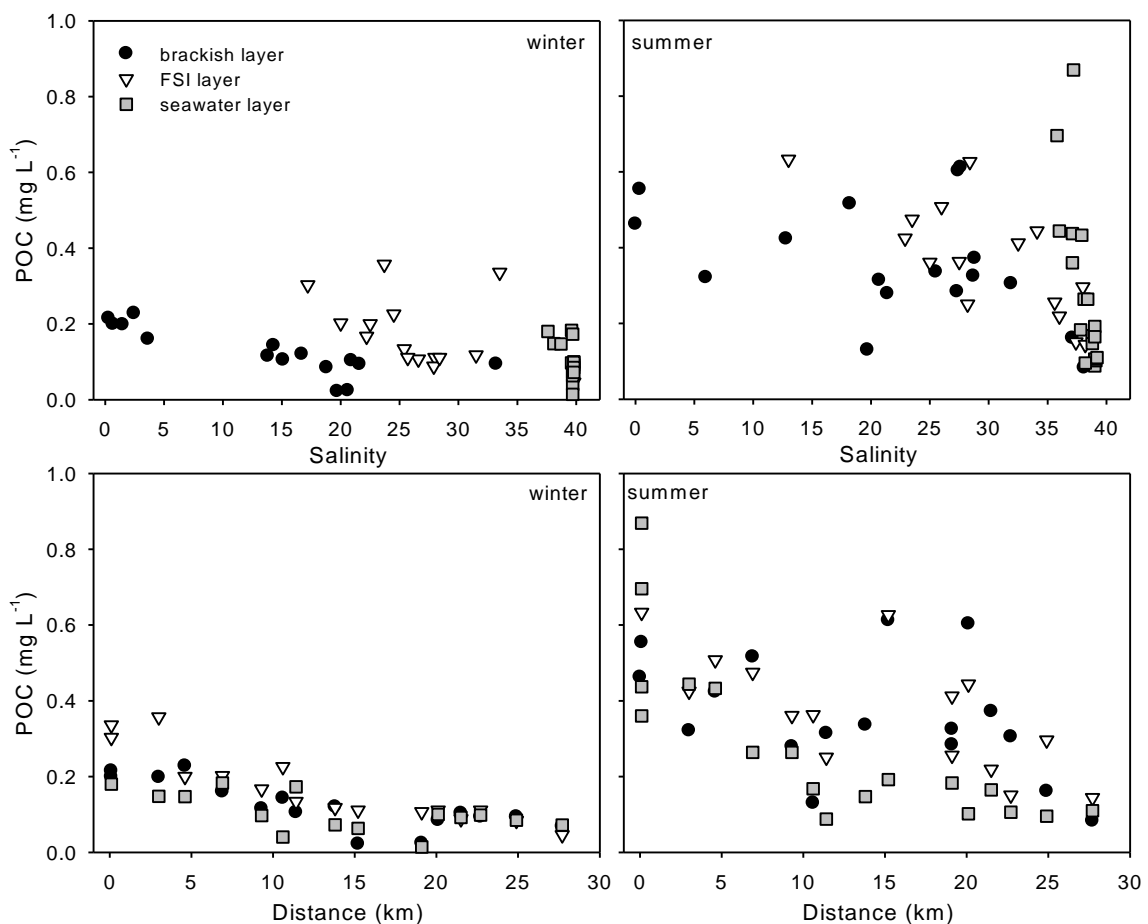 1.0
winter
summer
brackish layer
FSI layer
seawater layer
0.8
0.6
0.4
0.2
0.0
POC (mg L⁻¹)
0 5 10 15 20 25 30 35 40
0 5 10 15 20 25 30 35 40
Salinity
Salinity
1.0
winter
summer
0.8
0.6
0.4
0.2
0.0
POC (mg L⁻¹)
0 5 10 15 20 25 30
0 5 10 15 20 25 30
Distance (km)
Distance (km)